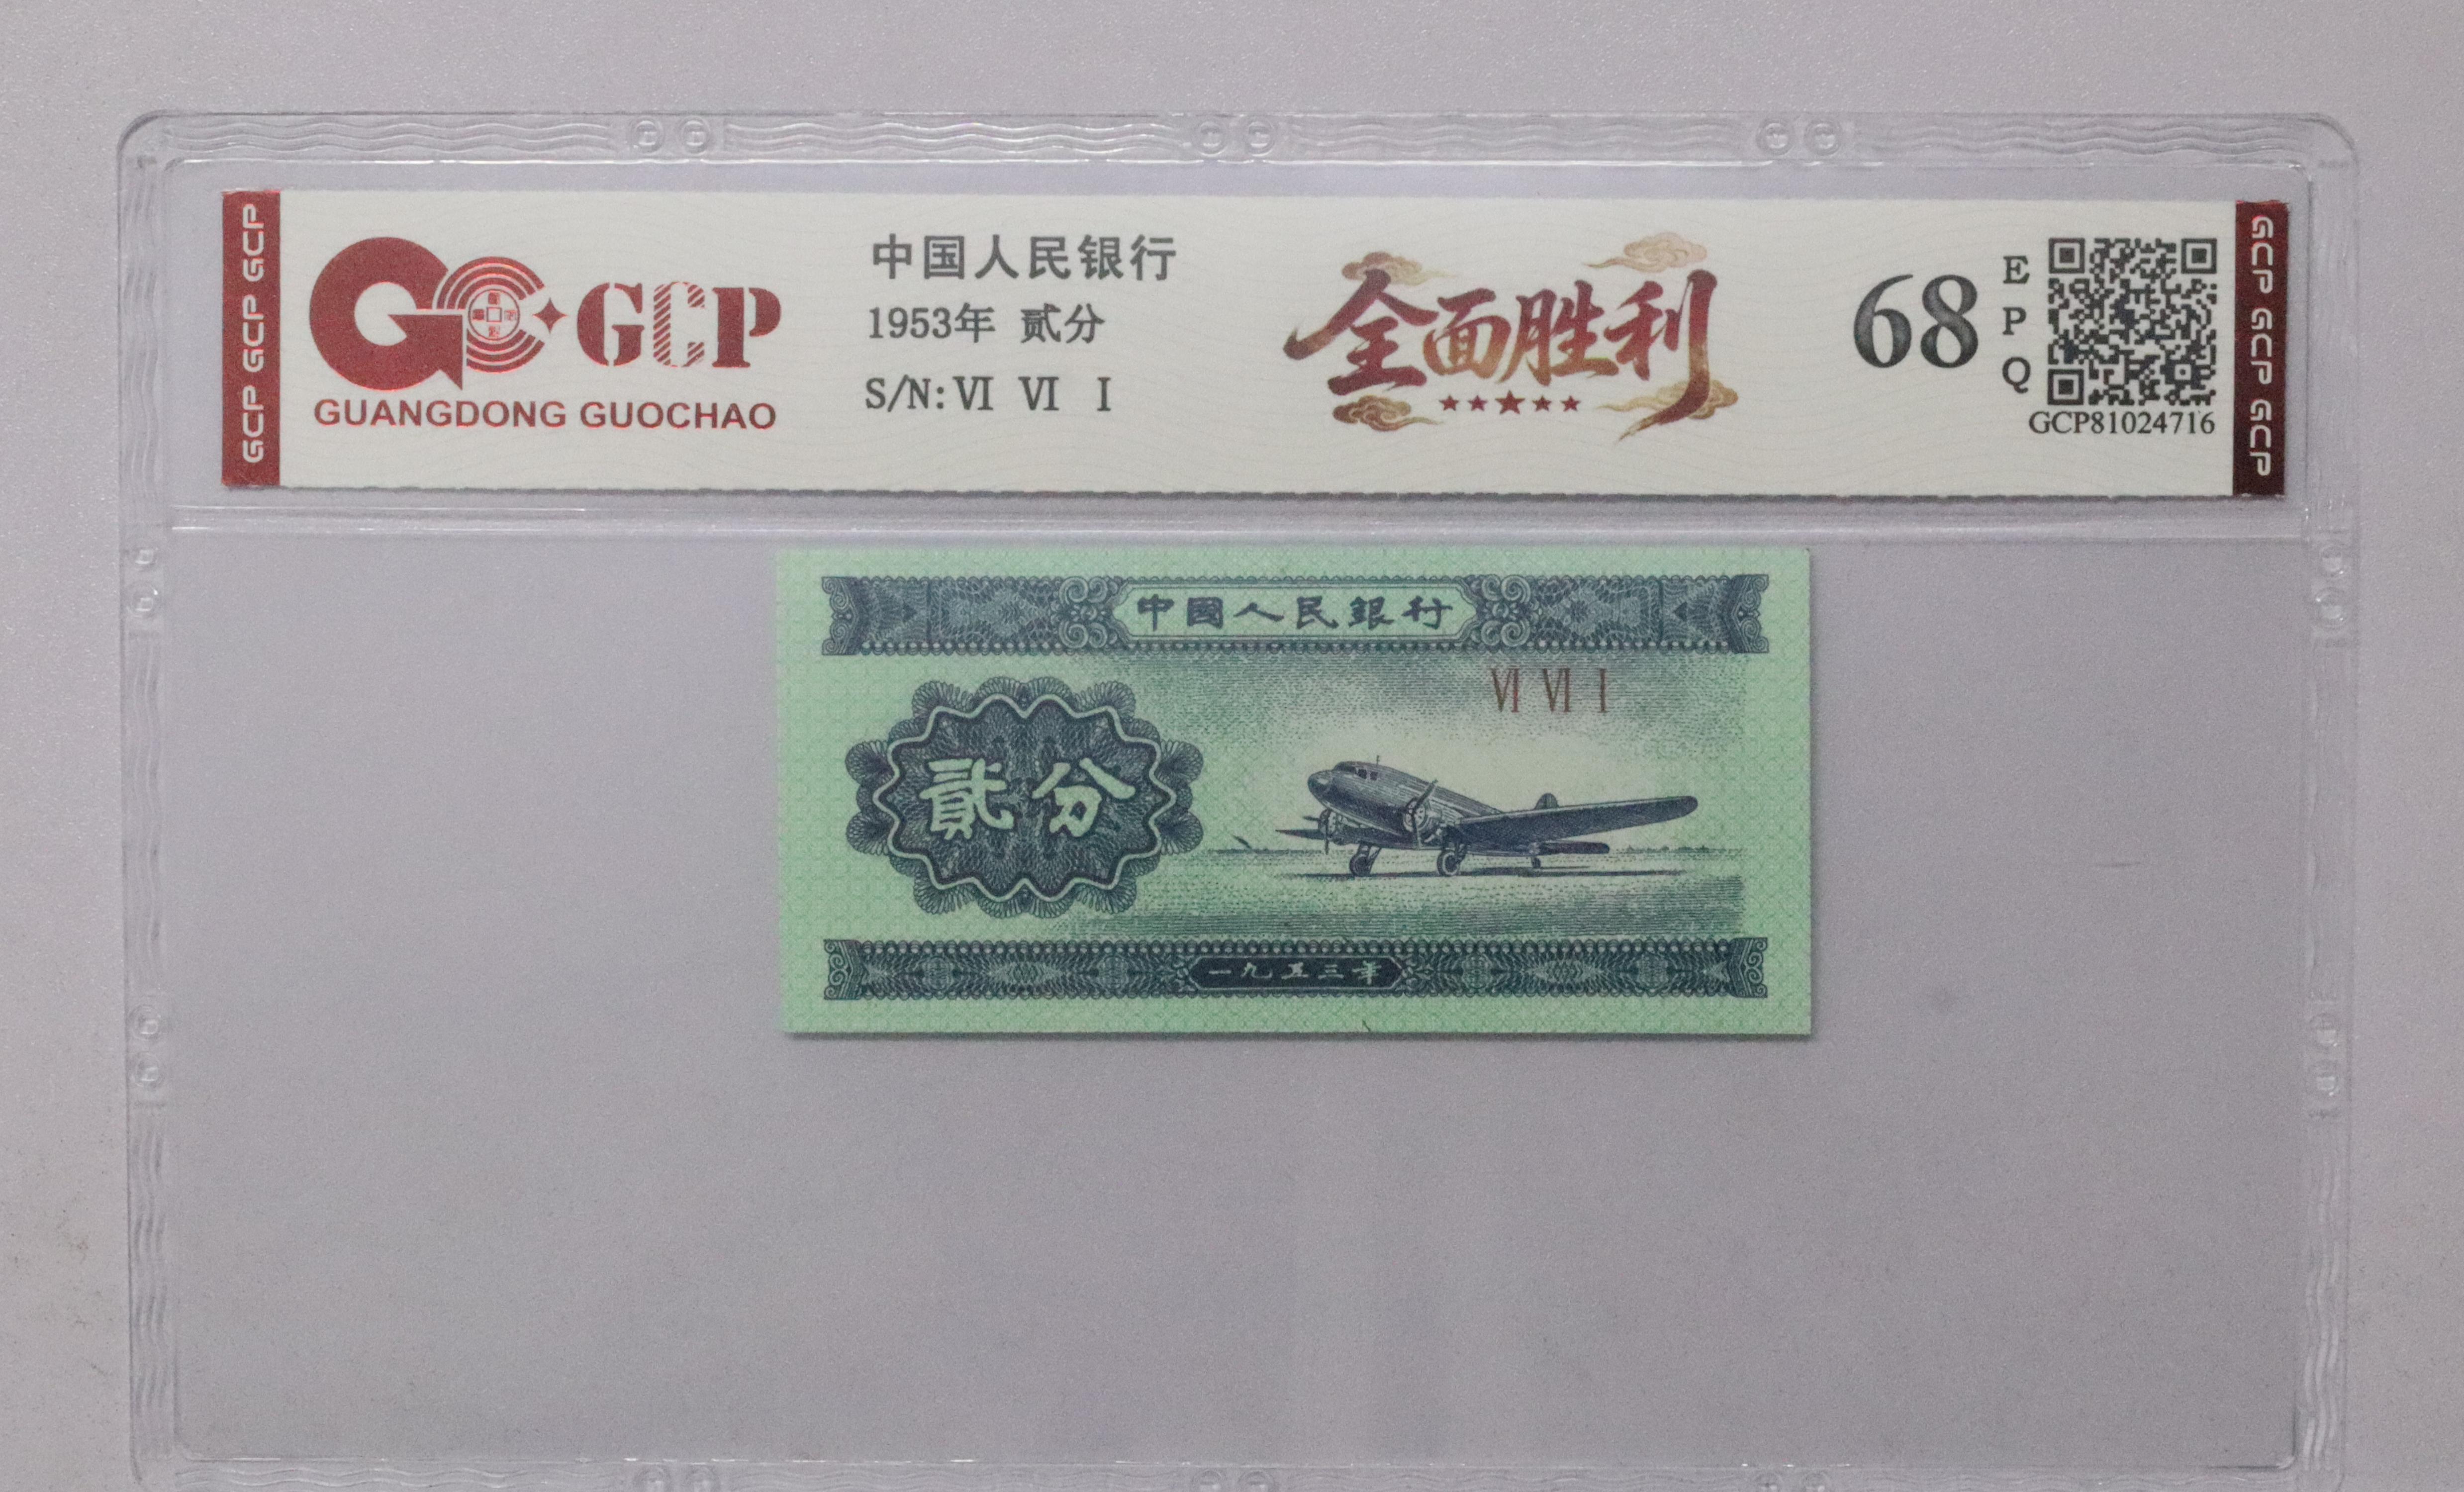 GCP GCP GCP
GCP
GUANGDONG GUOCHAO
中国人民银行
1953年 贰分
S/N: VI VI I
全面胜利
68
EPQ
GCP81024716
GCP GCP GCP
中國人民銀行
VI VI I
貳分
一九五三年